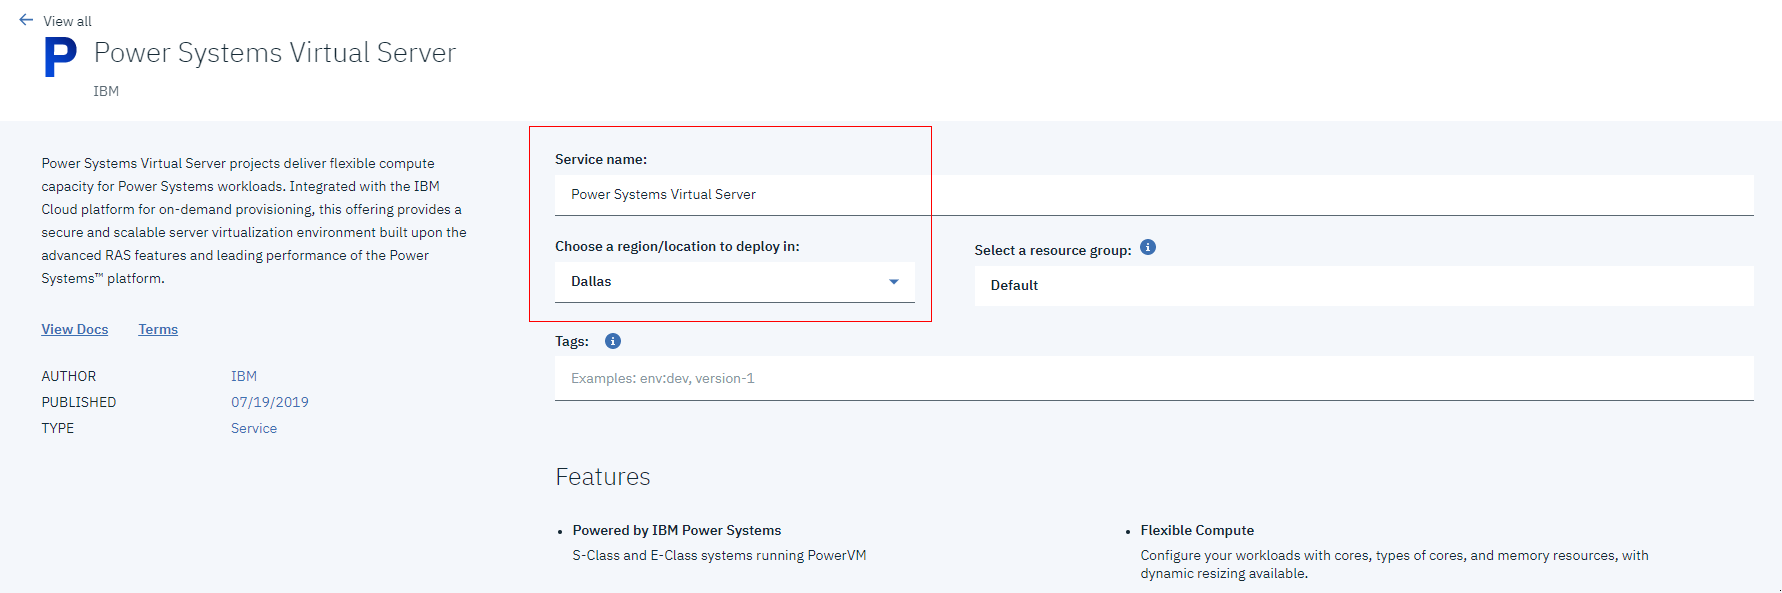 View all
P
Power Systems Virtual Server
IBM
Power Systems Virtual Server projects deliver flexible compute
capacity for Power Systems workloads. Integrated with the IBM
Cloud platform for on-demand provisioning, this offering provides a
secure and scalable server virtualization environment built upon the
advanced RAS features and leading performance of the Power
Systems™ platform.
View Docs Terms
AUTHOR IBM
PUBLISHED 07/19/2019
TYPE Service
Service name:
Power Systems Virtual Server
Choose a region/location to deploy in:
Dallas
Select a resource group:
Default
Tags:
Examples: env:dev, version-1
Features
• Powered by IBM Power Systems
S-Class and E-Class systems running PowerVM
• Flexible Compute
Configure your workloads with cores, types of cores, and memory resources, with
dynamic resizing available.